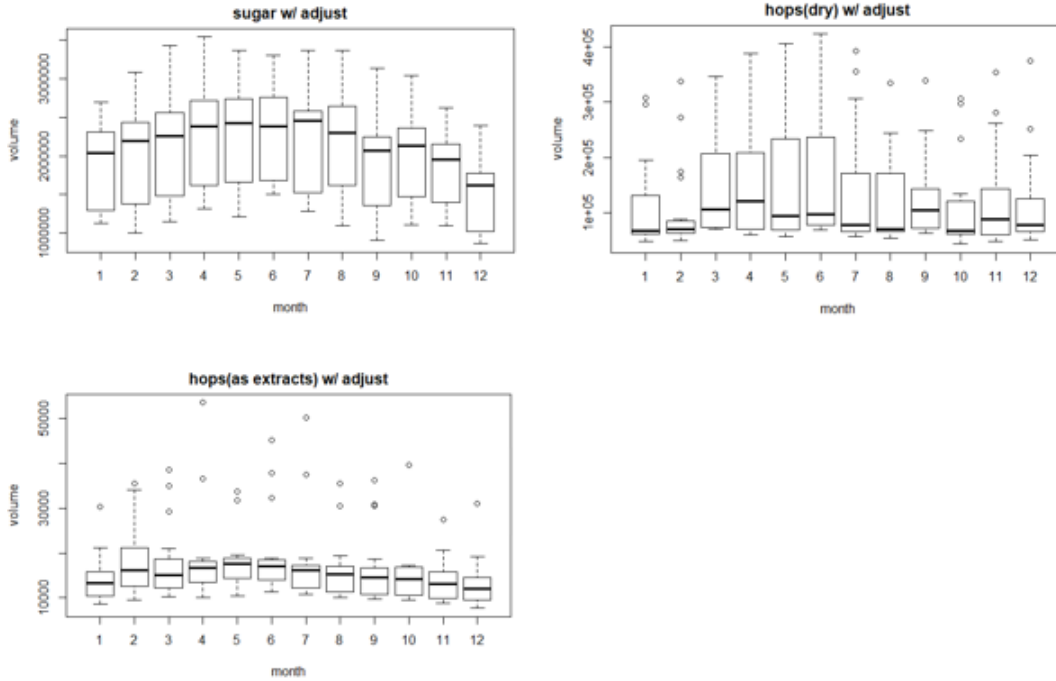 sugar w/ adjust
volume
1000000 2000000 3000000
1 2 3 4 5 6 7 8 9 10 11 12
month
hops(dry) w/ adjust
volume
1e+05 2e+05 3e+05 4e+05
1 2 3 4 5 6 7 8 9 10 11 12
month
hops(as extracts) w/ adjust
volume
10000 30000 50000
1 2 3 4 5 6 7 8 9 10 11 12
month